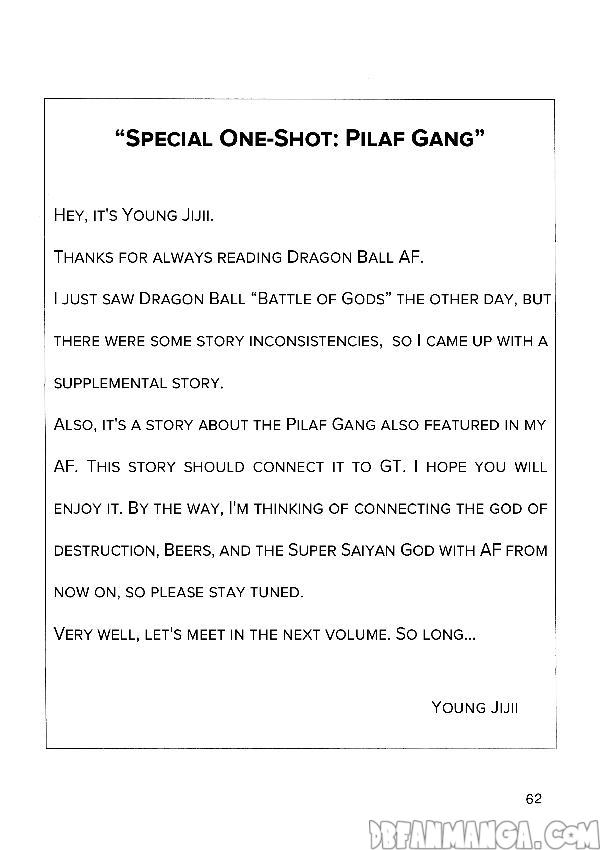 “SPECIAL ONE-SHOT: PILAF GANG”
HEY, IT'S YOUNG JIJII.
THANKS FOR ALWAYS READING DRAGON BALL AF.
I JUST SAW DRAGON BALL “BATTLE OF GODS” THE OTHER DAY, BUT
THERE WERE SOME STORY INCONSISTENCIES, SO I CAME UP WITH A
SUPPLEMENTAL STORY.
ALSO, IT'S A STORY ABOUT THE PILAF GANG ALSO FEATURED IN MY
AF. THIS STORY SHOULD CONNECT IT TO GT. I HOPE YOU WILL
ENJOY IT. BY THE WAY, I'M THINKING OF CONNECTING THE GOD OF
DESTRUCTION, BEERS, AND THE SUPER SAIYAN GOD WITH AF FROM
NOW ON, SO PLEASE STAY TUNED.
VERY WELL, LET'S MEET IN THE NEXT VOLUME. SO LONG...
YOUNG JIJII
62
DBFANMANGA.COM